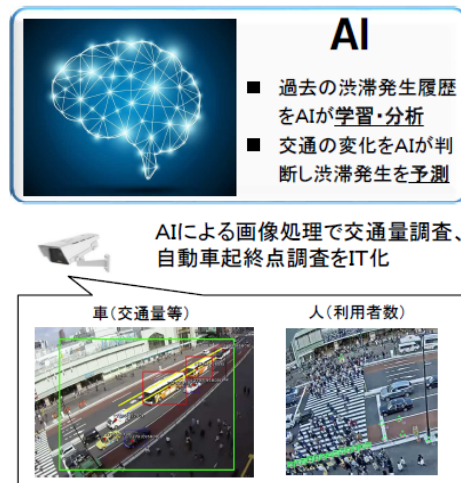 AI
■ 過去の渋滞発生履歴
をAIが学習・分析
■ 交通の変化をAIが判
断し渋滞発生を予測
AIによる画像処理で交通量調査、
自動車起終点調査をIT化
車(交通量等)
人(利用者数)